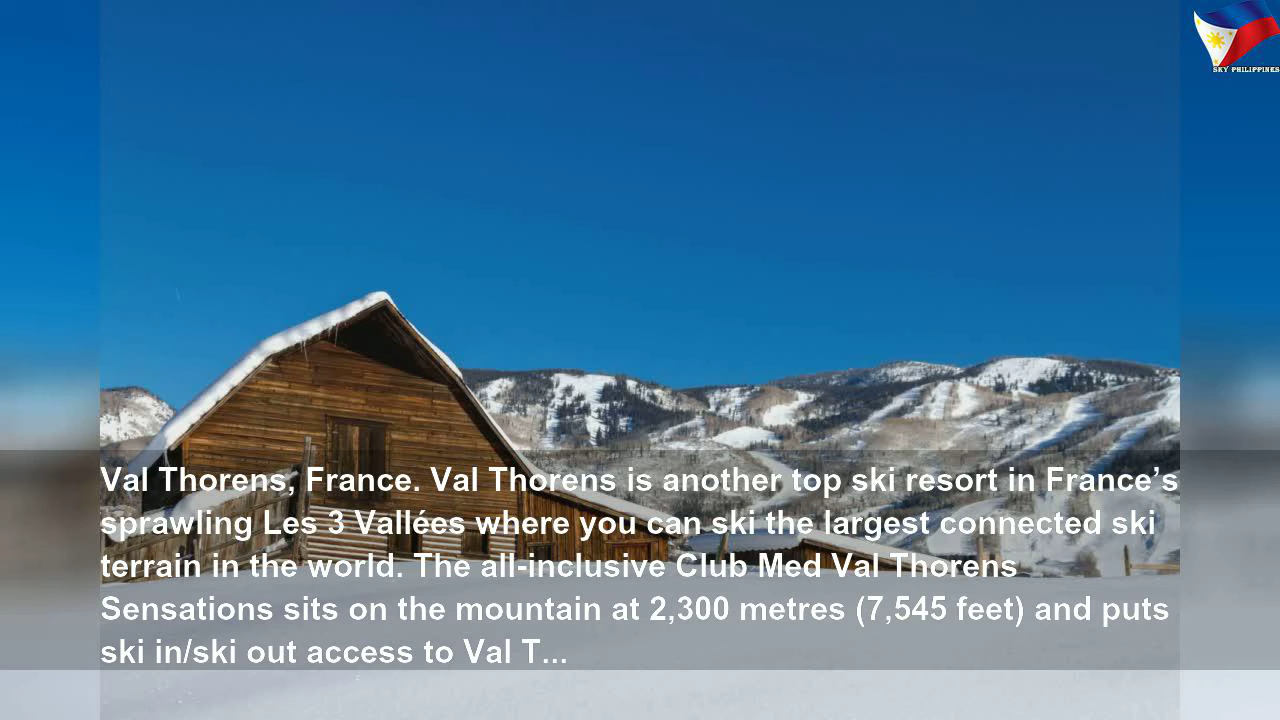 SKY PHILIPPINES
Val Thorens, France. Val Thorens is another top ski resort in France’s
sprawling Les 3 Vallées where you can ski the largest connected ski
terrain in the world. The all-inclusive Club Med Val Thorens
Sensations sits on the mountain at 2,300 metres (7,545 feet) and puts
ski in/ski out access to Val T...